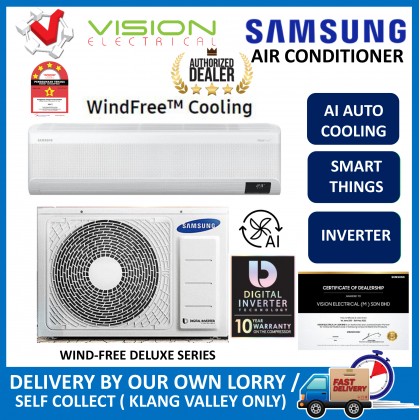 VISION
ELECTRICAL
SAMSUNG
AIR CONDITIONER
AUTHORIZED
DEALER
WindFree™ Cooling
SAMSUNG
AI AUTO
COOLING
SMART
THINGS
INVERTER
SAMSUNG
AI
DIGITAL INVERTER
DIGITAL
INVERTER
TECHNOLOGY
10 YEAR WARRANTY
ON THE COMPRESSOR
SAMSUNG
CERTIFICATE OF DEALERSHIP
VISION ELECTRICAL (M) SDN BHD
WIND-FREE DELUXE SERIES
DELIVERY BY OUR OWN LORRY /
SELF COLLECT ( KLANG VALLEY ONLY)
FAST
DELIVERY